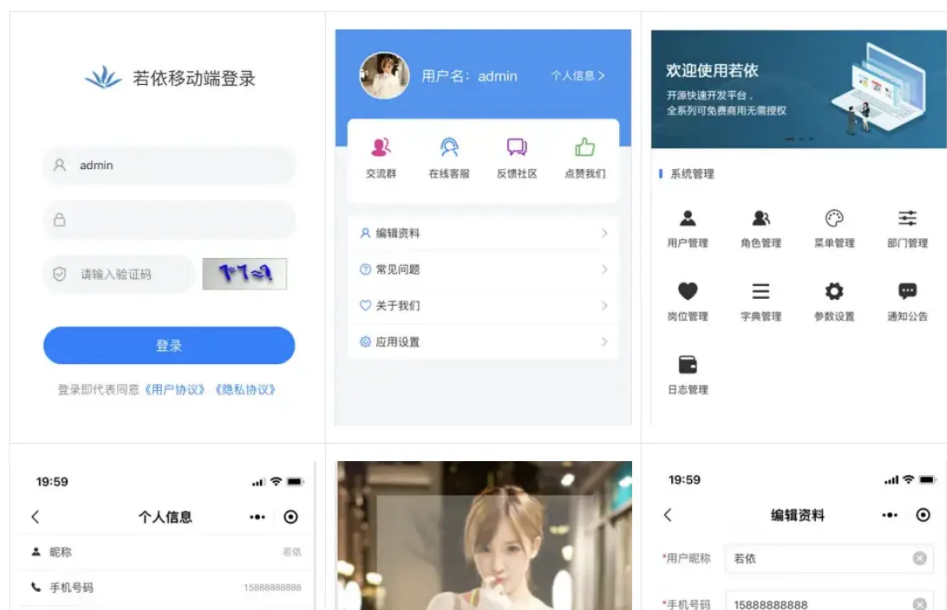 若依移动端登录
admin
请输入验证码
登录
登录即代表同意《用户协议》《隐私协议》
用户名：admin
个人信息
交流群
在线客服
反馈社区
点赞我们
编辑资料
常见问题
关于我们
应用设置
欢迎使用若依
开源快速开发平台，
全系列可免费商用无需授权
系统管理
用户管理
角色管理
菜单管理
部门管理
岗位管理
字典管理
参数设置
通知公告
日志管理
19:59
个人信息
昵称
若依
手机号码
15888888888
19:59
编辑资料
*用户昵称
若依
*手机号码
15888888888